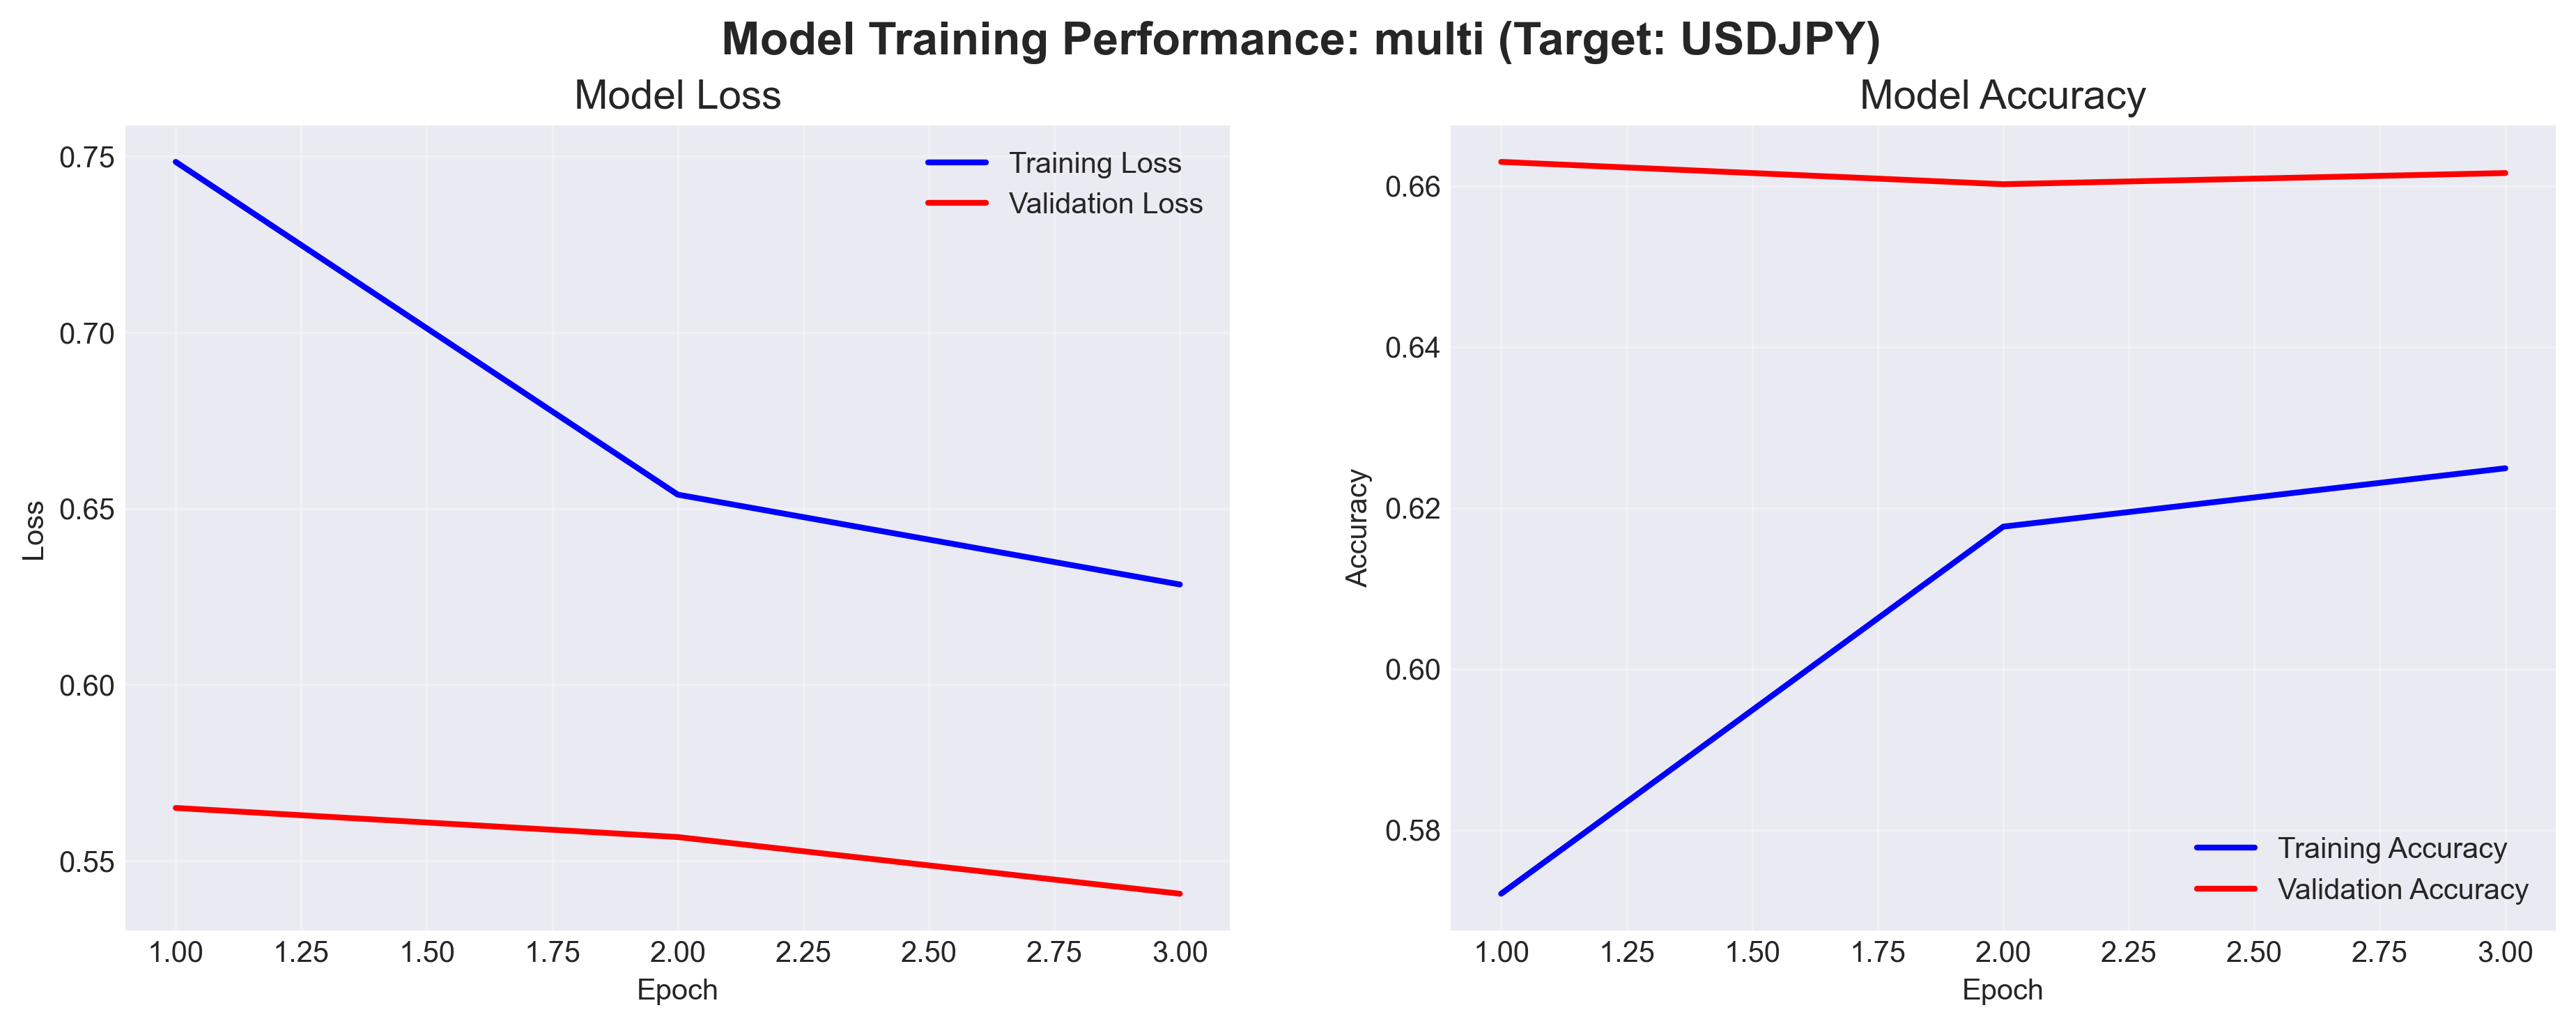 Model Training Performance: multi (Target: USDJPY)
Model Loss
0.75
0.70
0.65
0.60
0.55
Loss
Training Loss
Validation Loss
1.00 1.25 1.50 1.75 2.00 2.25 2.50 2.75 3.00
Epoch
Model Accuracy
0.66
0.64
0.62
0.60
0.58
Accuracy
Training Accuracy
Validation Accuracy
1.00 1.25 1.50 1.75 2.00 2.25 2.50 2.75 3.00
Epoch